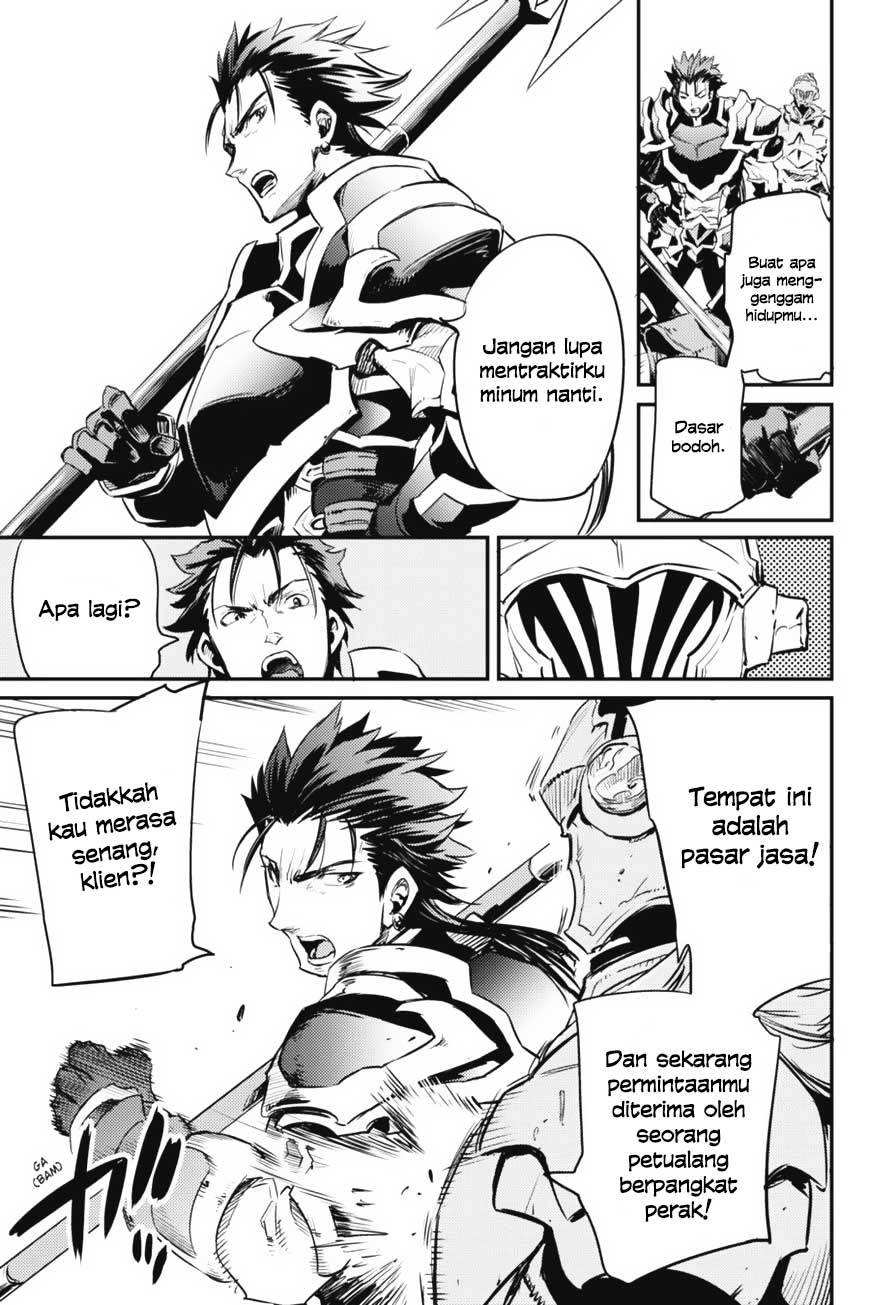 Buat apa
juga meng-
genggam
hidupmu...
Dasar
bodoh.
Jangan lupa
mentraktirku
minum nanti.
Apa lagi?
Tempat ini
adalah
pasar jasa!
Dan sekarang
permintaanmu
diterima oleh
seorang
petualang
berpangkat
perak!
Tidakkah
kau merasa
senang,
klien?!
GA
(BAM)
ガッ